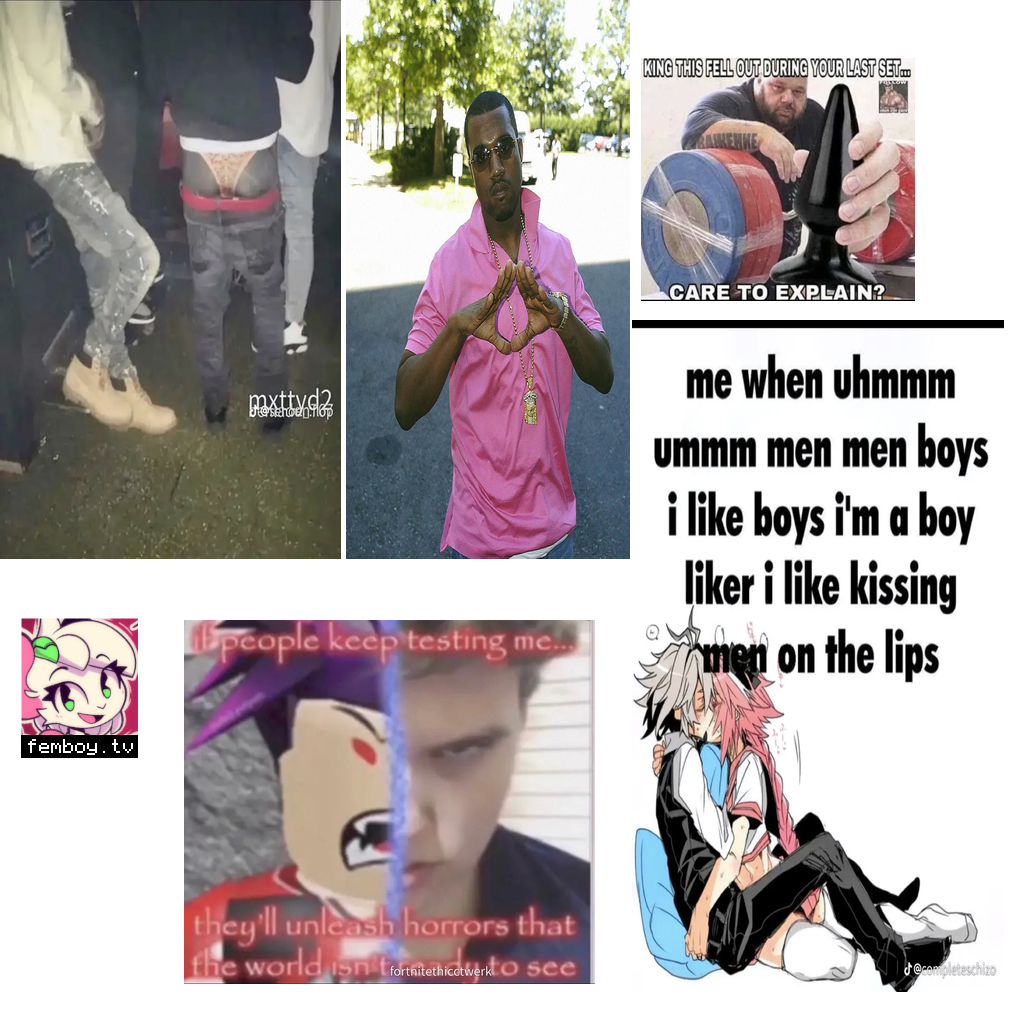 KING THIS FELL OUT DURING YOUR LAST SET...
CARE TO EXPLAIN?
mxttyd2
me when uhmmm
ummm men men boys
i like boys i'm a boy
liker i like kissing
men on the lips
@completeschizo
femboy.tv
if people keep testing me...
they'll unleash horrors that
the world isn't ready to see
fortnitethicctwerk